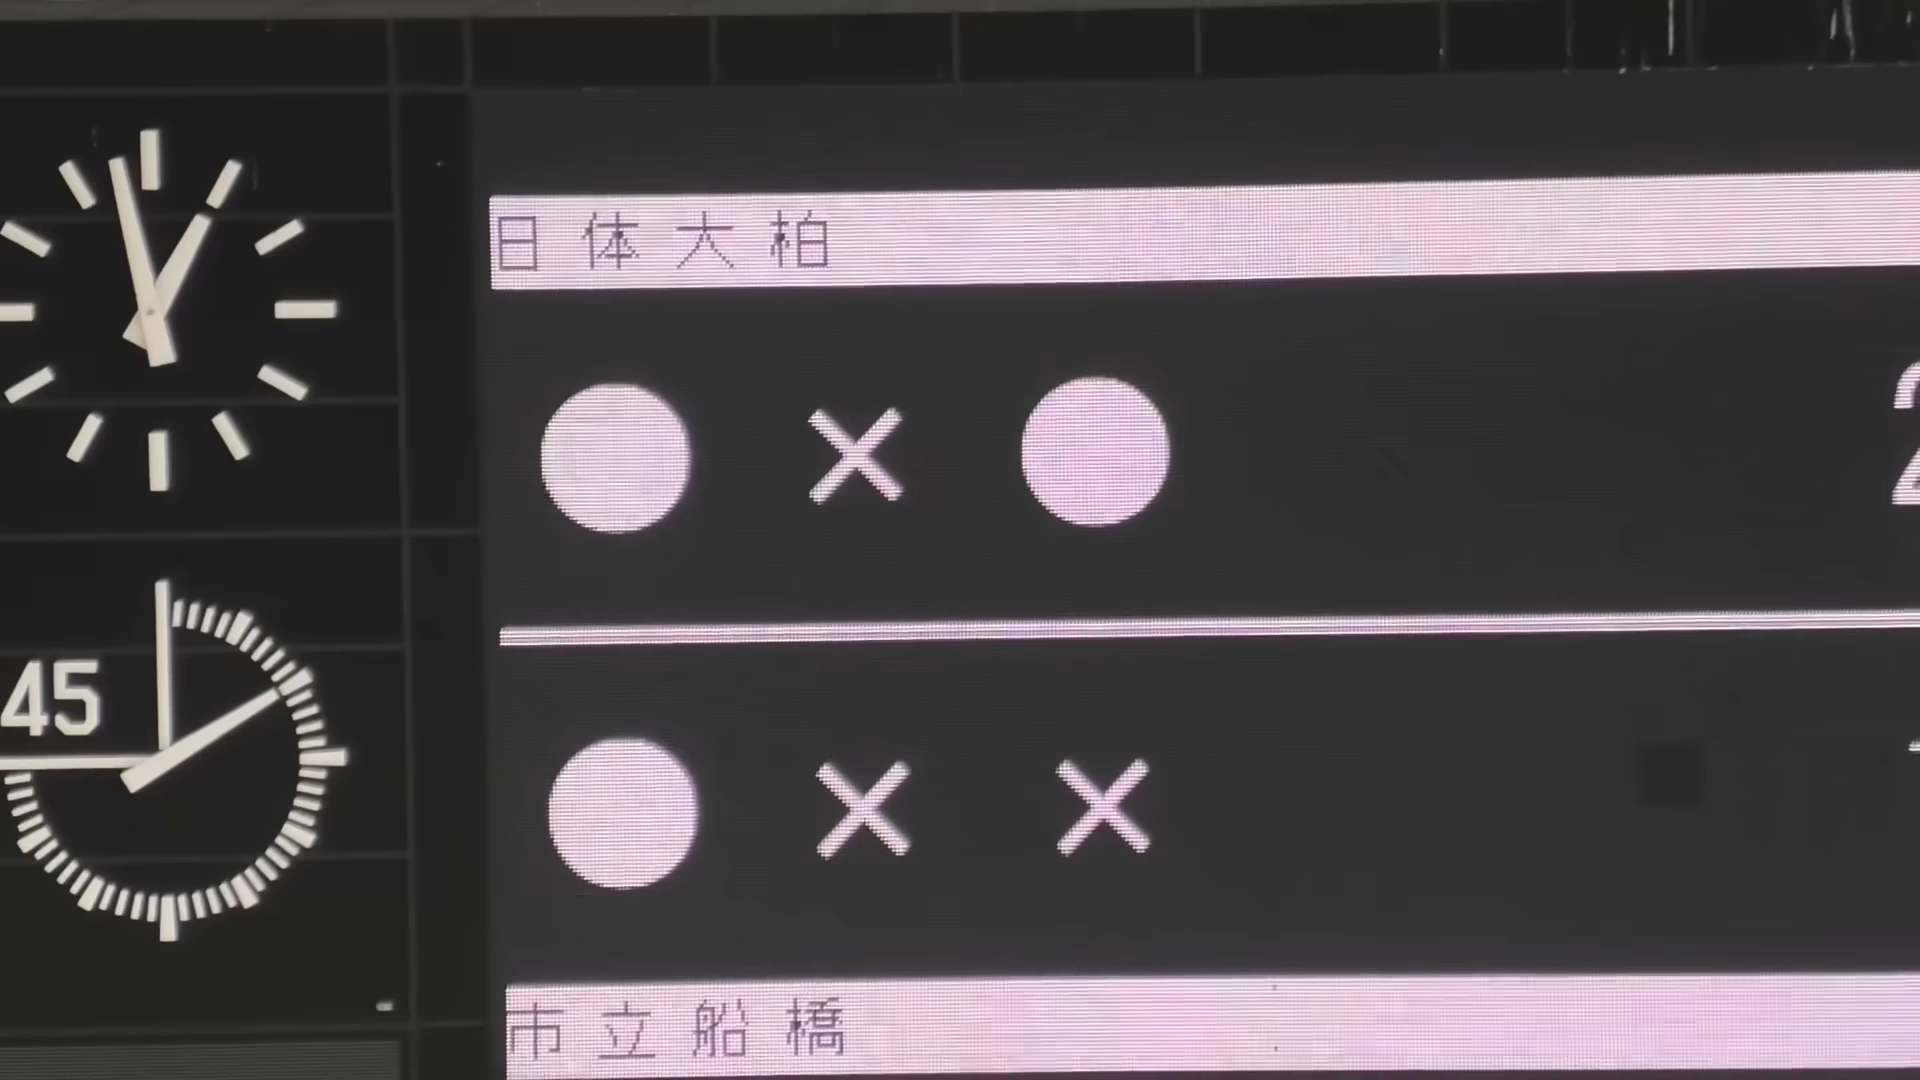 日体大柏
● × ●
45
● × ×
市立船橋